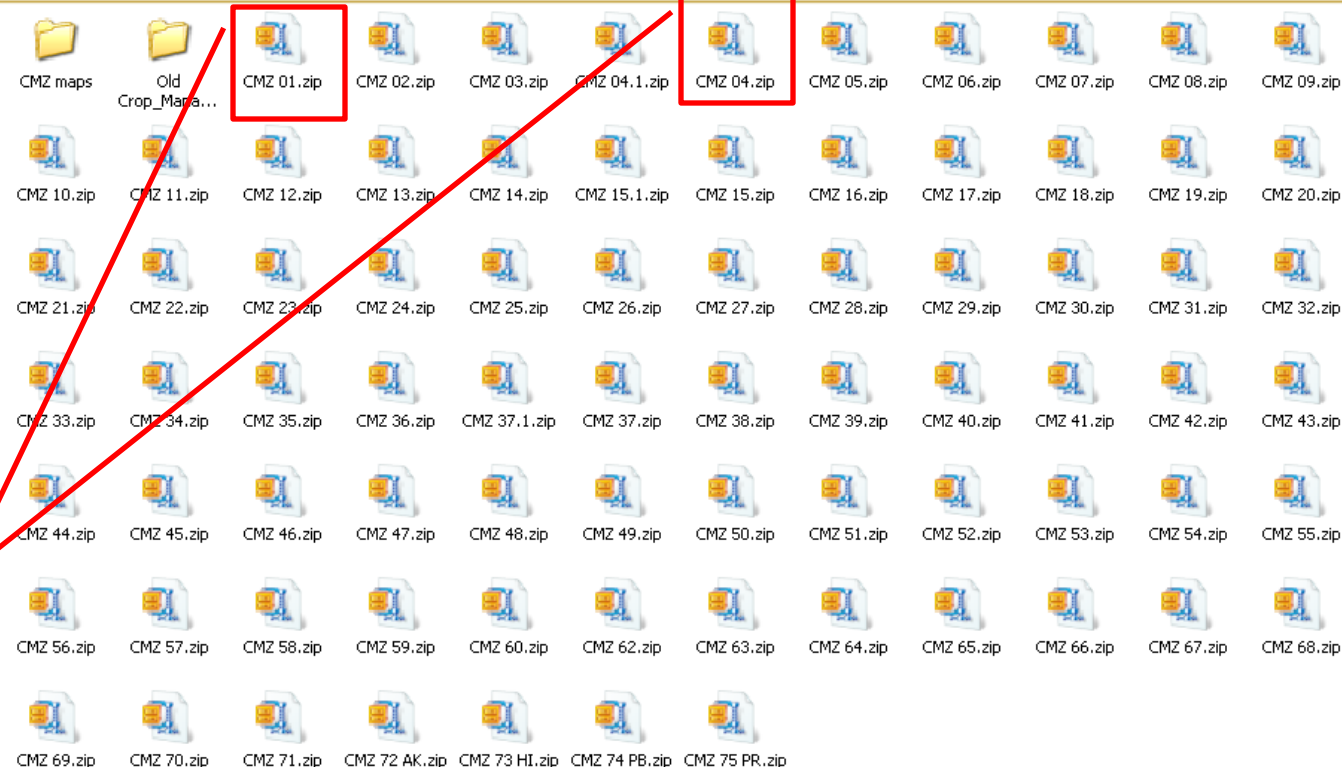 CMZ maps
Old
Crop_Mana...
CMZ 01.zip
CMZ 02.zip
CMZ 03.zip
CMZ 04.1.zip
CMZ 04.zip
CMZ 05.zip
CMZ 06.zip
CMZ 07.zip
CMZ 08.zip
CMZ 09.zip
CMZ 10.zip
CMZ 11.zip
CMZ 12.zip
CMZ 13.zip
CMZ 14.zip
CMZ 15.1.zip
CMZ 15.zip
CMZ 16.zip
CMZ 17.zip
CMZ 18.zip
CMZ 19.zip
CMZ 20.zip
CMZ 21.zip
CMZ 22.zip
CMZ 23.zip
CMZ 24.zip
CMZ 25.zip
CMZ 26.zip
CMZ 27.zip
CMZ 28.zip
CMZ 29.zip
CMZ 30.zip
CMZ 31.zip
CMZ 32.zip
CMZ 33.zip
CMZ 34.zip
CMZ 35.zip
CMZ 36.zip
CMZ 37.1.zip
CMZ 37.zip
CMZ 38.zip
CMZ 39.zip
CMZ 40.zip
CMZ 41.zip
CMZ 42.zip
CMZ 43.zip
CMZ 44.zip
CMZ 45.zip
CMZ 46.zip
CMZ 47.zip
CMZ 48.zip
CMZ 49.zip
CMZ 50.zip
CMZ 51.zip
CMZ 52.zip
CMZ 53.zip
CMZ 54.zip
CMZ 55.zip
CMZ 56.zip
CMZ 57.zip
CMZ 58.zip
CMZ 59.zip
CMZ 60.zip
CMZ 62.zip
CMZ 63.zip
CMZ 64.zip
CMZ 65.zip
CMZ 66.zip
CMZ 67.zip
CMZ 68.zip
CMZ 69.zip
CMZ 70.zip
CMZ 71.zip
CMZ 72 AK.zip
CMZ 73 HI.zip
CMZ 74 PB.zip
CMZ 75 PR.zip